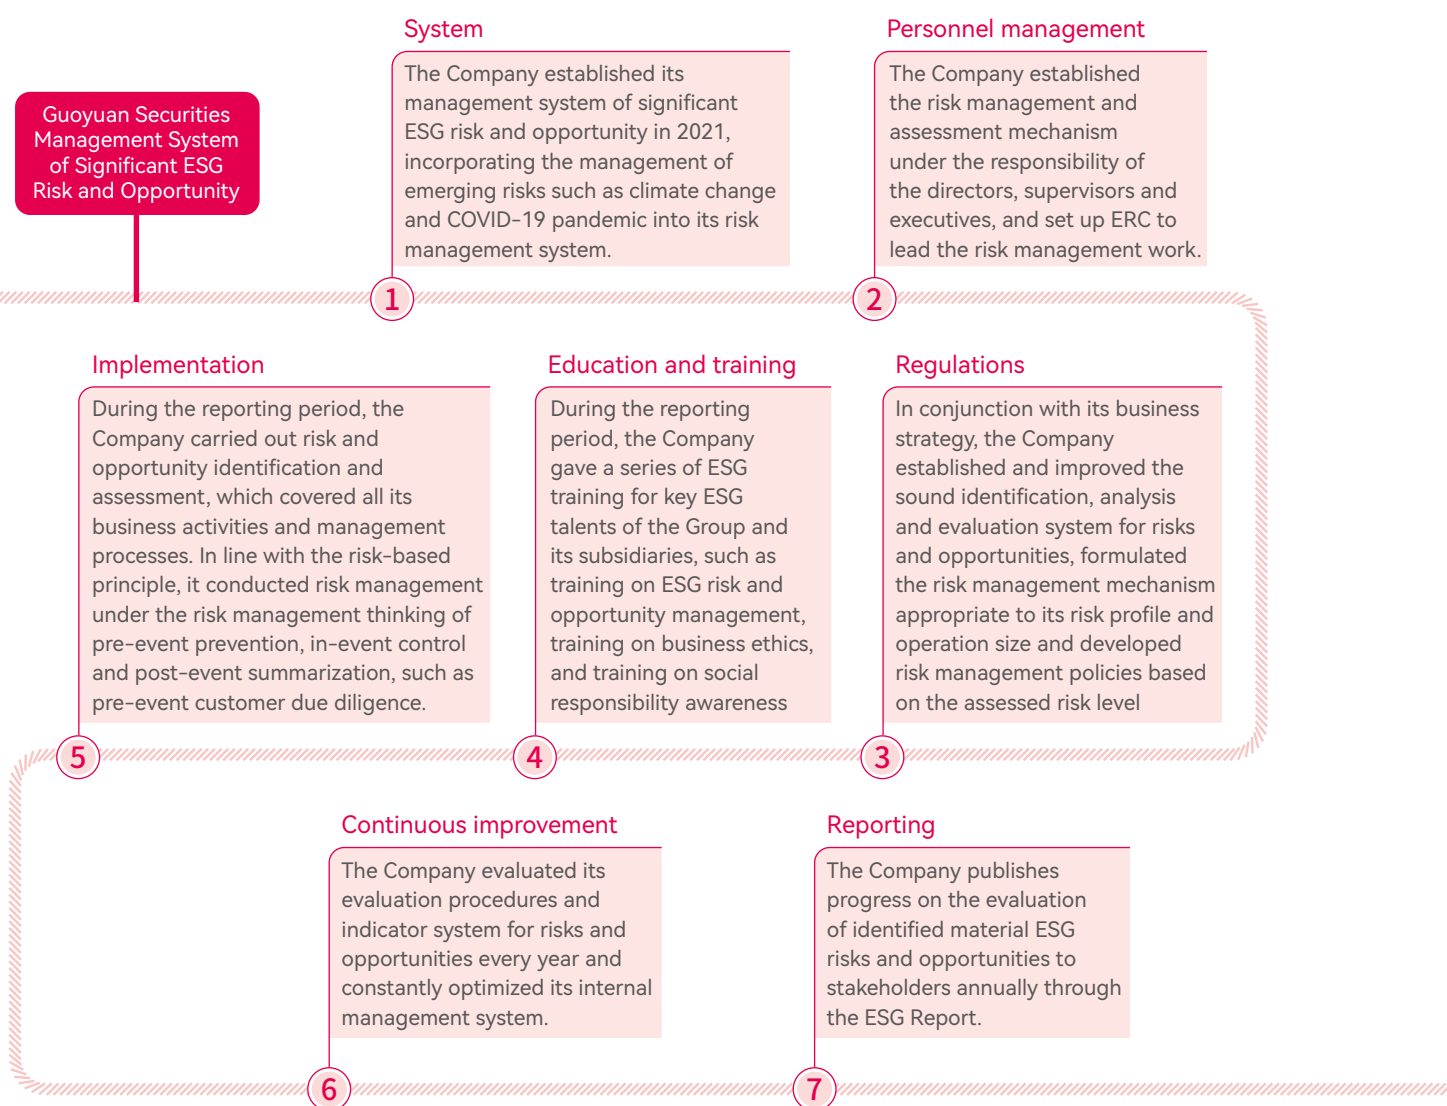 Guoyuan Securities
Management System
of Significant ESG
Risk and Opportunity
System
The Company established its
management system of significant
ESG risk and opportunity in 2021,
incorporating the management of
emerging risks such as climate change
and COVID-19 pandemic into its risk
management system.
1
Personnel management
The Company established
the risk management and
assessment mechanism
under the responsibility of
the directors, supervisors and
executives, and set up ERC to
lead the risk management work.
2
Regulations
In conjunction with its business
strategy, the Company
established and improved the
sound identification, analysis
and evaluation system for risks
and opportunities, formulated
the risk management mechanism
appropriate to its risk profile and
operation size and developed
risk management policies based
on the assessed risk level
3
Education and training
During the reporting
period, the Company
gave a series of ESG
training for key ESG
talents of the Group and
its subsidiaries, such as
training on ESG risk and
opportunity management,
training on business ethics,
and training on social
responsibility awareness
4
Implementation
During the reporting period, the
Company carried out risk and
opportunity identification and
assessment, which covered all its
business activities and management
processes. In line with the risk-based
principle, it conducted risk management
under the risk management thinking of
pre-event prevention, in-event control
and post-event summarization, such as
pre-event customer due diligence.
5
Continuous improvement
The Company evaluated its
evaluation procedures and
indicator system for risks and
opportunities every year and
constantly optimized its internal
management system.
6
Reporting
The Company publishes
progress on the evaluation
of identified material ESG
risks and opportunities to
stakeholders annually through
the ESG Report.
7